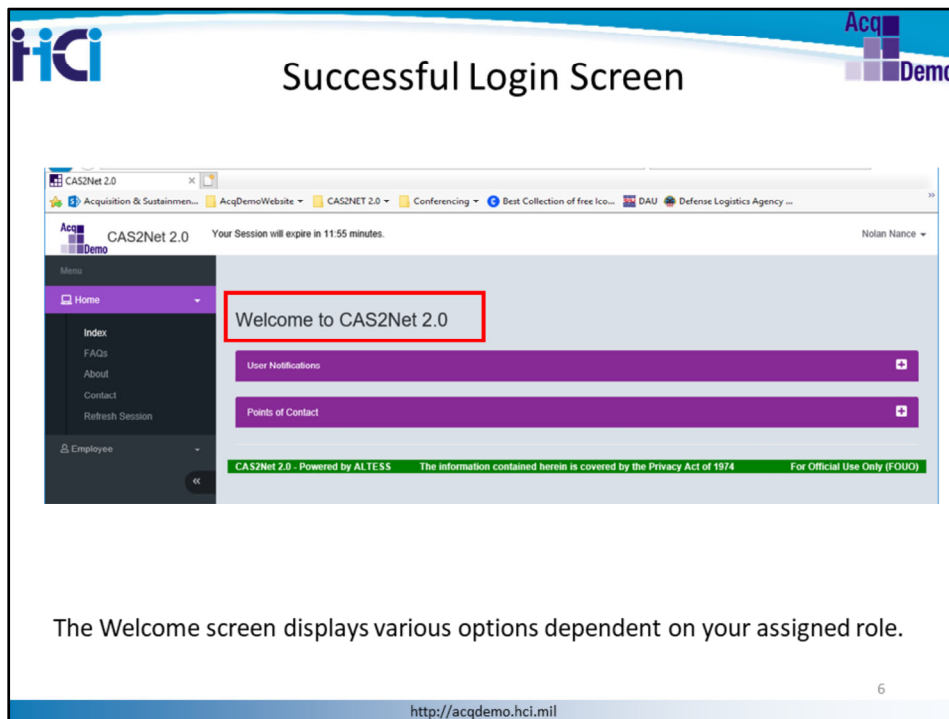 HCi
Acq
Demo
Successful Login Screen
CAS2Net 2.0
Acquisition & Sustainmen... AcqDemoWebsite CAS2NET 2.0 Conferencing Best Collection of free Ico... DAU Defense Logistics Agency ...
Acq
Demo
CAS2Net 2.0 Your Session will expire in 11:55 minutes. Nolan Nance
Menu
Home
Welcome to CAS2Net 2.0
Index
FAQs
About
Contact
Refresh Session
Employee
User Notifications
Points of Contact
CAS2Net 2.0 - Powered by ALTESS The information contained herein is covered by the Privacy Act of 1974 For Official Use Only (FOUO)
The Welcome screen displays various options dependent on your assigned role.
6
http://acqdemo.hci.mil